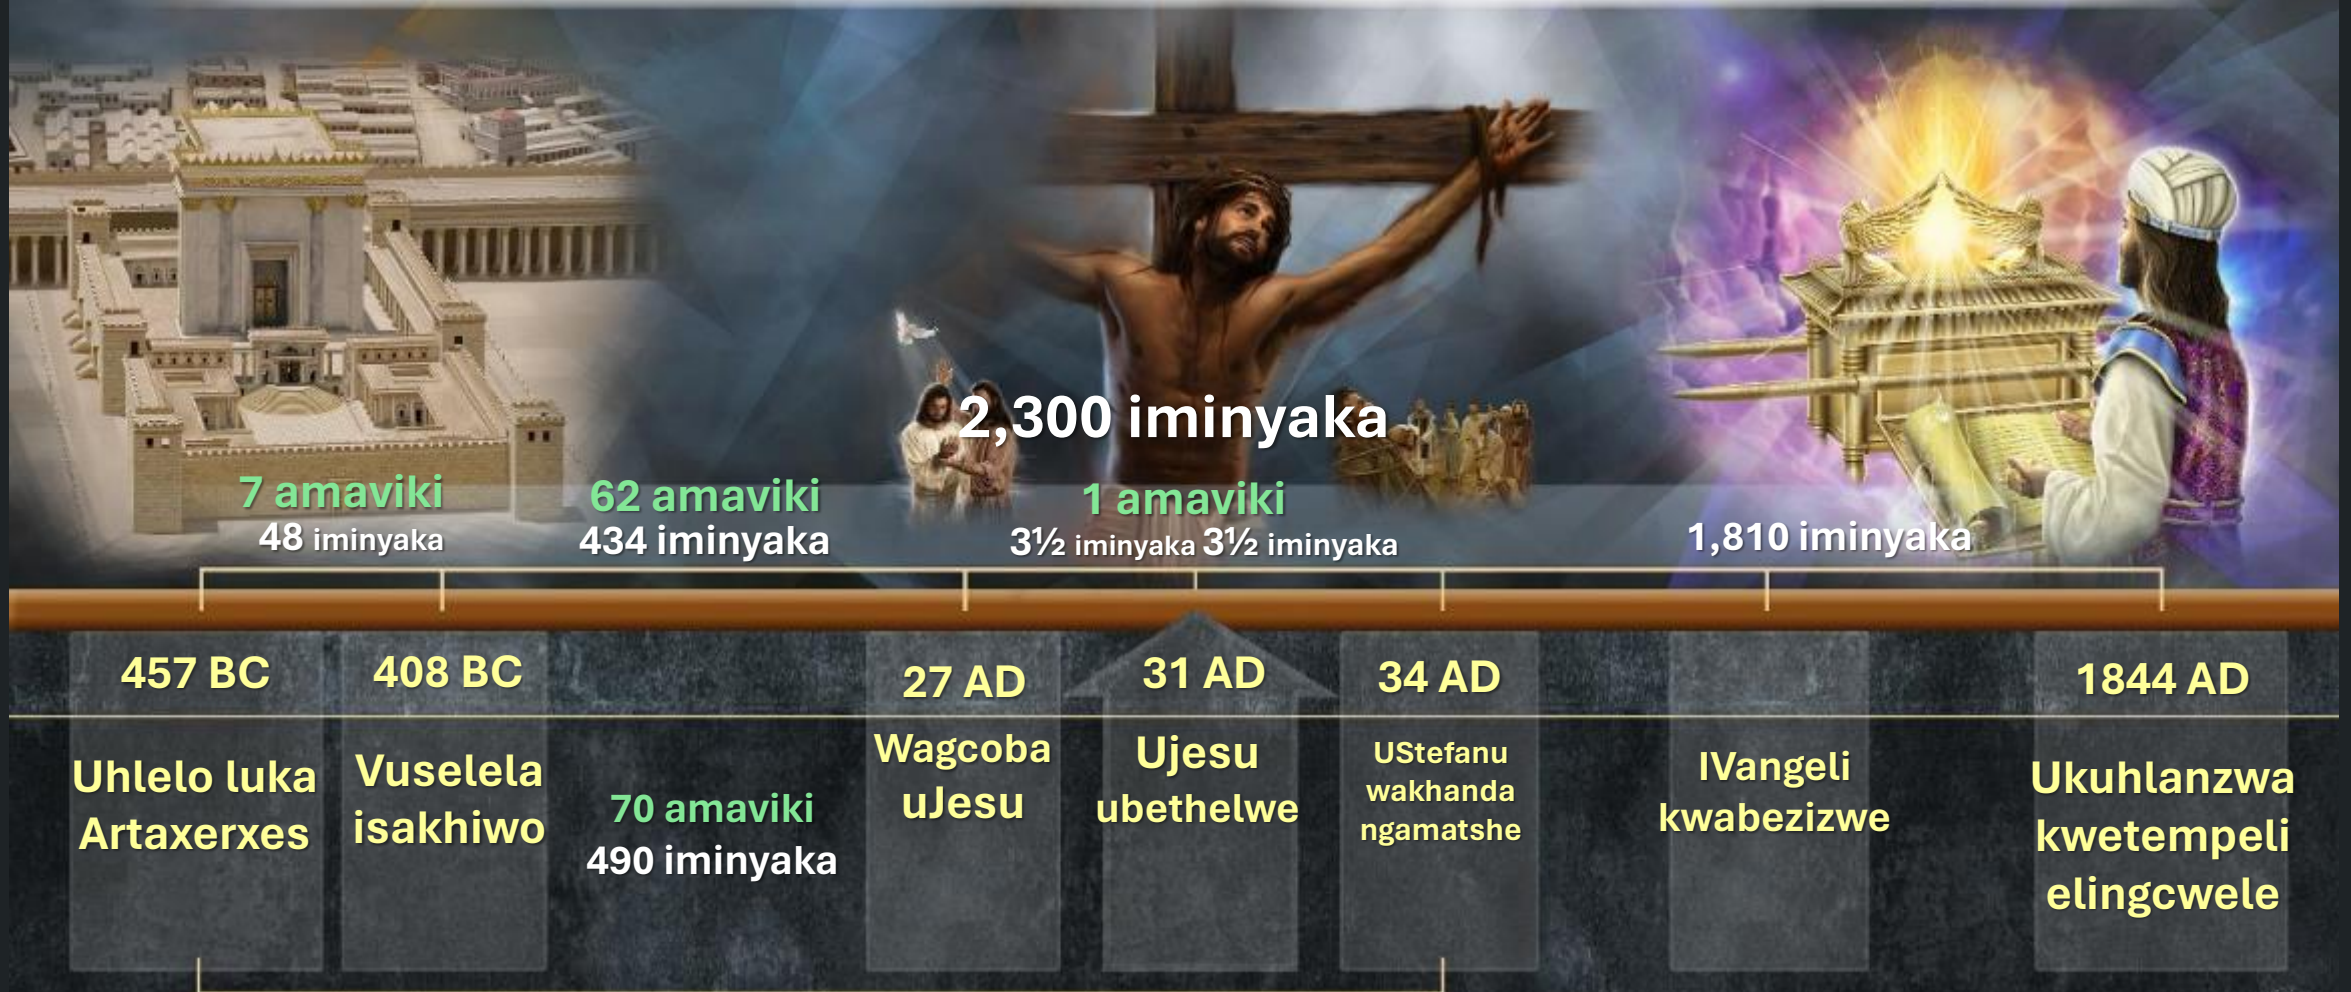 2,300 iminyaka
7 amaviki
48 iminyaka
62 amaviki
434 iminyaka
1 amaviki
3½ iminyaka 3½ iminyaka
1,810 iminyaka
457 BC
408 BC
27 AD
31 AD
34 AD
1844 AD
Uhlelo luka
Artaxerxes
Vuselela
isakhiwo
70 amaviki
490 iminyaka
Wagcoba
uJesu
Ujesu
ubethelwe
UStefanu
wakhanda
ngamatshe
IVangeli
kwabezizwe
Ukuhlanzwa
kwetempeli
elingcwele